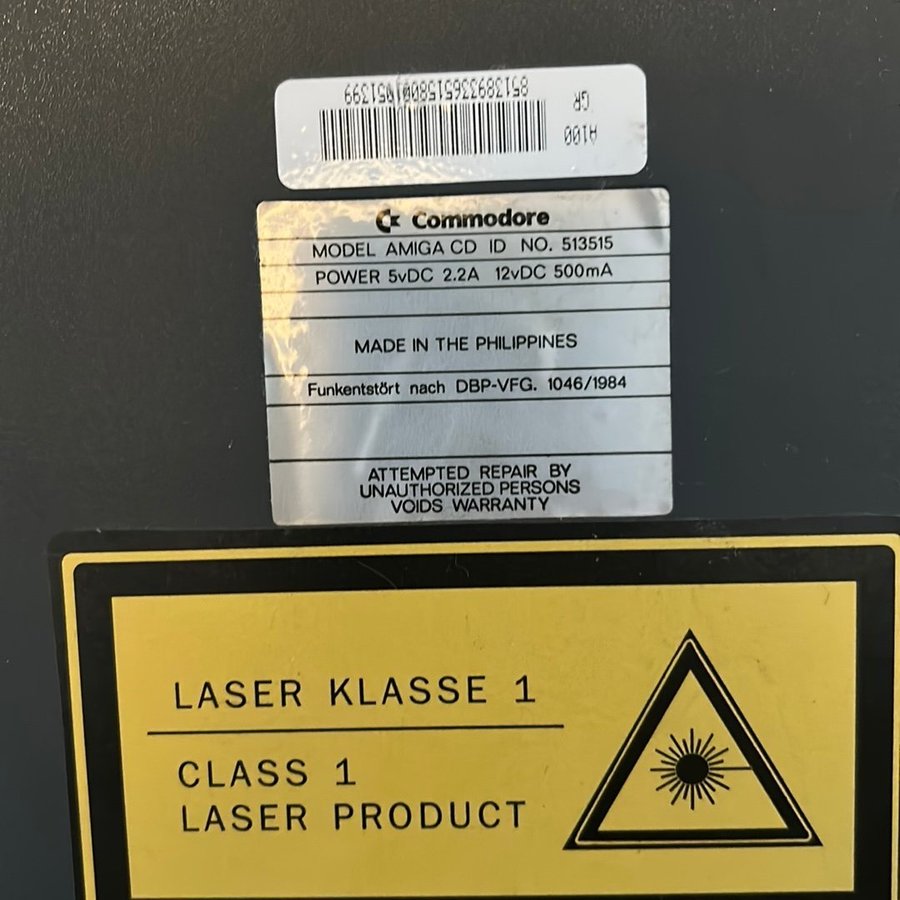 A100
GR
Commodore
MODEL AMIGA CD ID NO. 513515
POWER 5vDC 2.2A 12vDC 500mA
MADE IN THE PHILIPPINES
Funkentstört nach DBP-VFG. 1046/1984
ATTEMPTED REPAIR BY
UNAUTHORIZED PERSONS
VOIDS WARRANTY
LASER KLASSE 1
CLASS 1
LASER PRODUCT